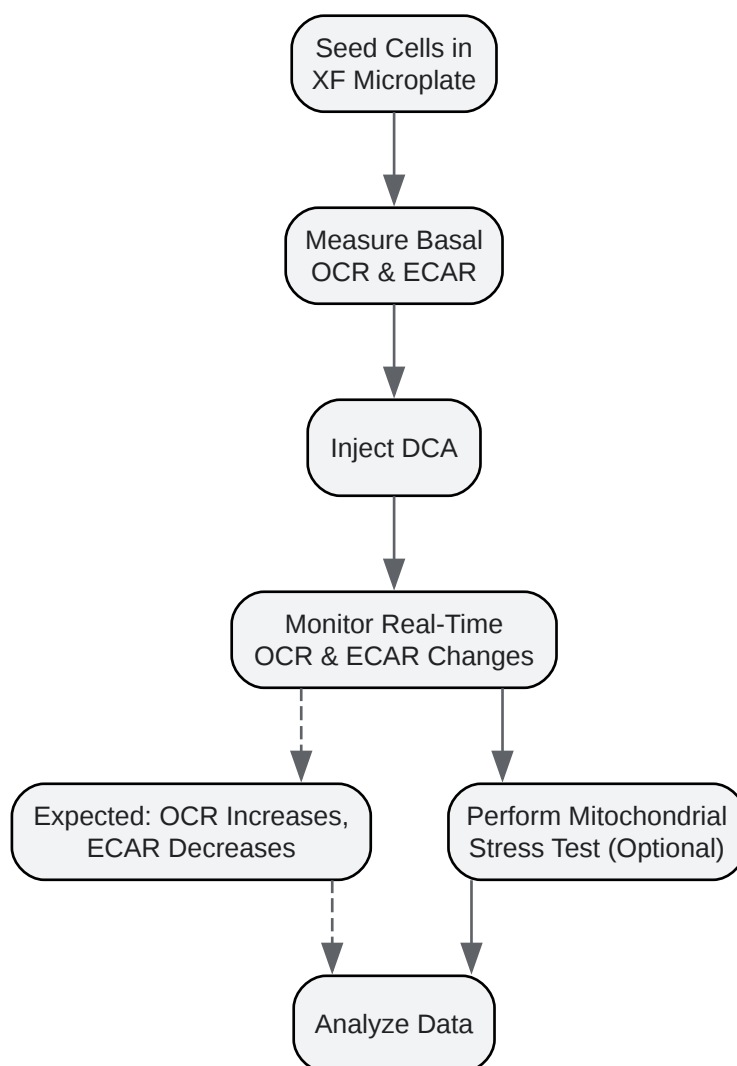 Seed Cells in
XF Microplate
Measure Basal
OCR & ECAR
Inject DCA
Monitor Real-Time
OCR & ECAR Changes
Expected: OCR Increases,
ECAR Decreases
Perform Mitochondrial
Stress Test (Optional)
Analyze Data